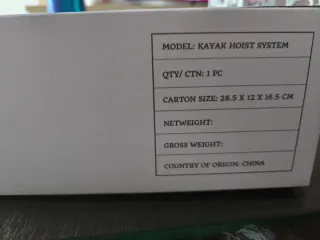 MODEL: KAYAK HOIST SYSTEM
QTY/ CTN: 1 PC
CARTON SIZE: 28.5 X 12 X 16.5 CM
NETWEIGHT:
GROSS WEIGHT:
COUNTRY OF ORIGIN: CHINA